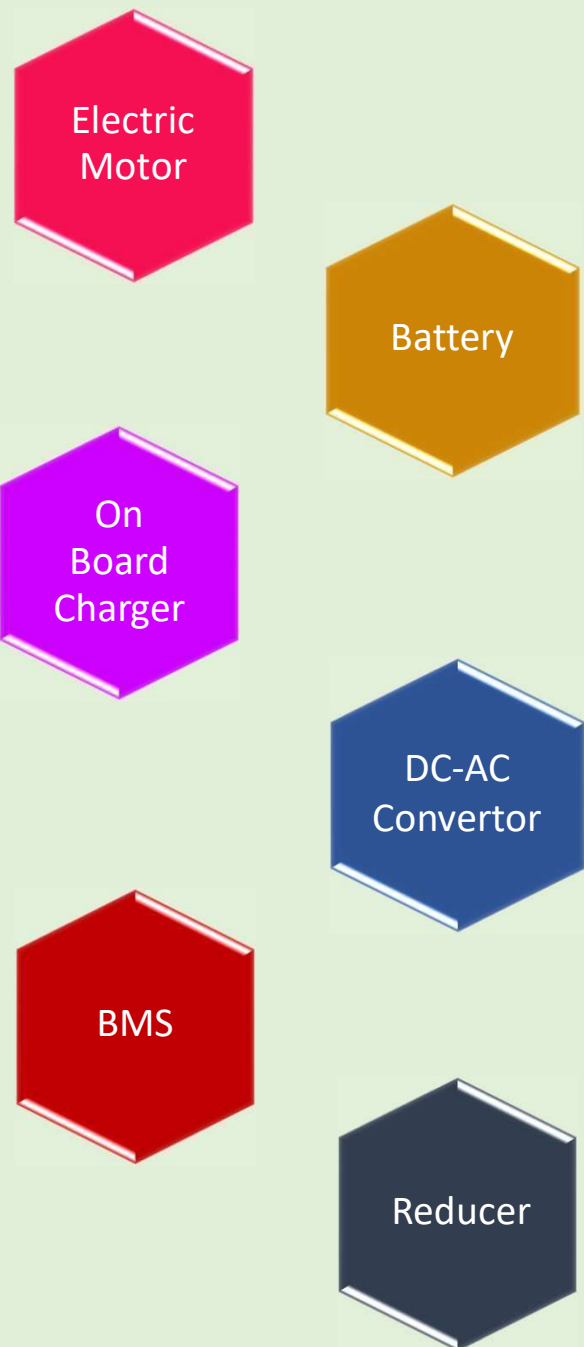 Electric
Motor
Battery
On
Board
Charger
DC-AC
Convertor
BMS
Reducer